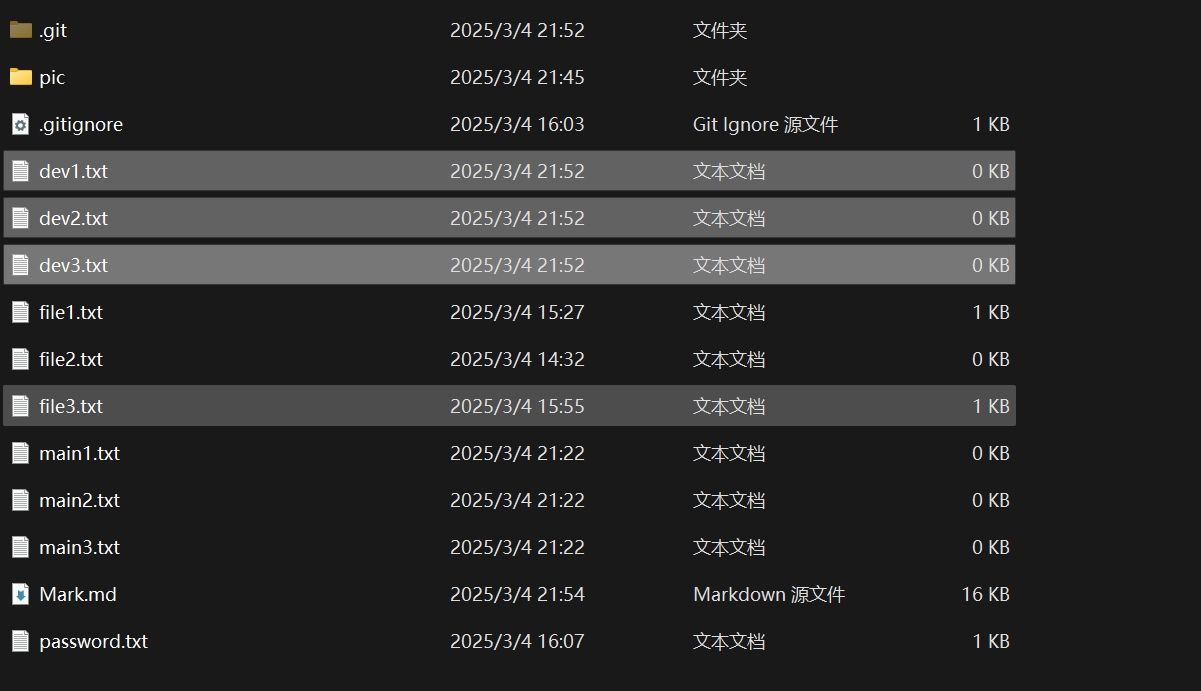 .git 2025/3/4 21:52 文件夹
pic 2025/3/4 21:45 文件夹
.gitignore 2025/3/4 16:03 Git Ignore 源文件 1 KB
dev1.txt 2025/3/4 21:52 文本文档 0 KB
dev2.txt 2025/3/4 21:52 文本文档 0 KB
dev3.txt 2025/3/4 21:52 文本文档 0 KB
file1.txt 2025/3/4 15:27 文本文档 1 KB
file2.txt 2025/3/4 14:32 文本文档 0 KB
file3.txt 2025/3/4 15:55 文本文档 1 KB
main1.txt 2025/3/4 21:22 文本文档 0 KB
main2.txt 2025/3/4 21:22 文本文档 0 KB
main3.txt 2025/3/4 21:22 文本文档 0 KB
Mark.md 2025/3/4 21:54 Markdown 源文件 16 KB
password.txt 2025/3/4 16:07 文本文档 1 KB